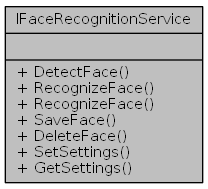 IFaceRecognitionService
+ DetectFace()
+ RecognizeFace()
+ RecognizeFace()
+ SaveFace()
+ DeleteFace()
+ SetSettings()
+ GetSettings()